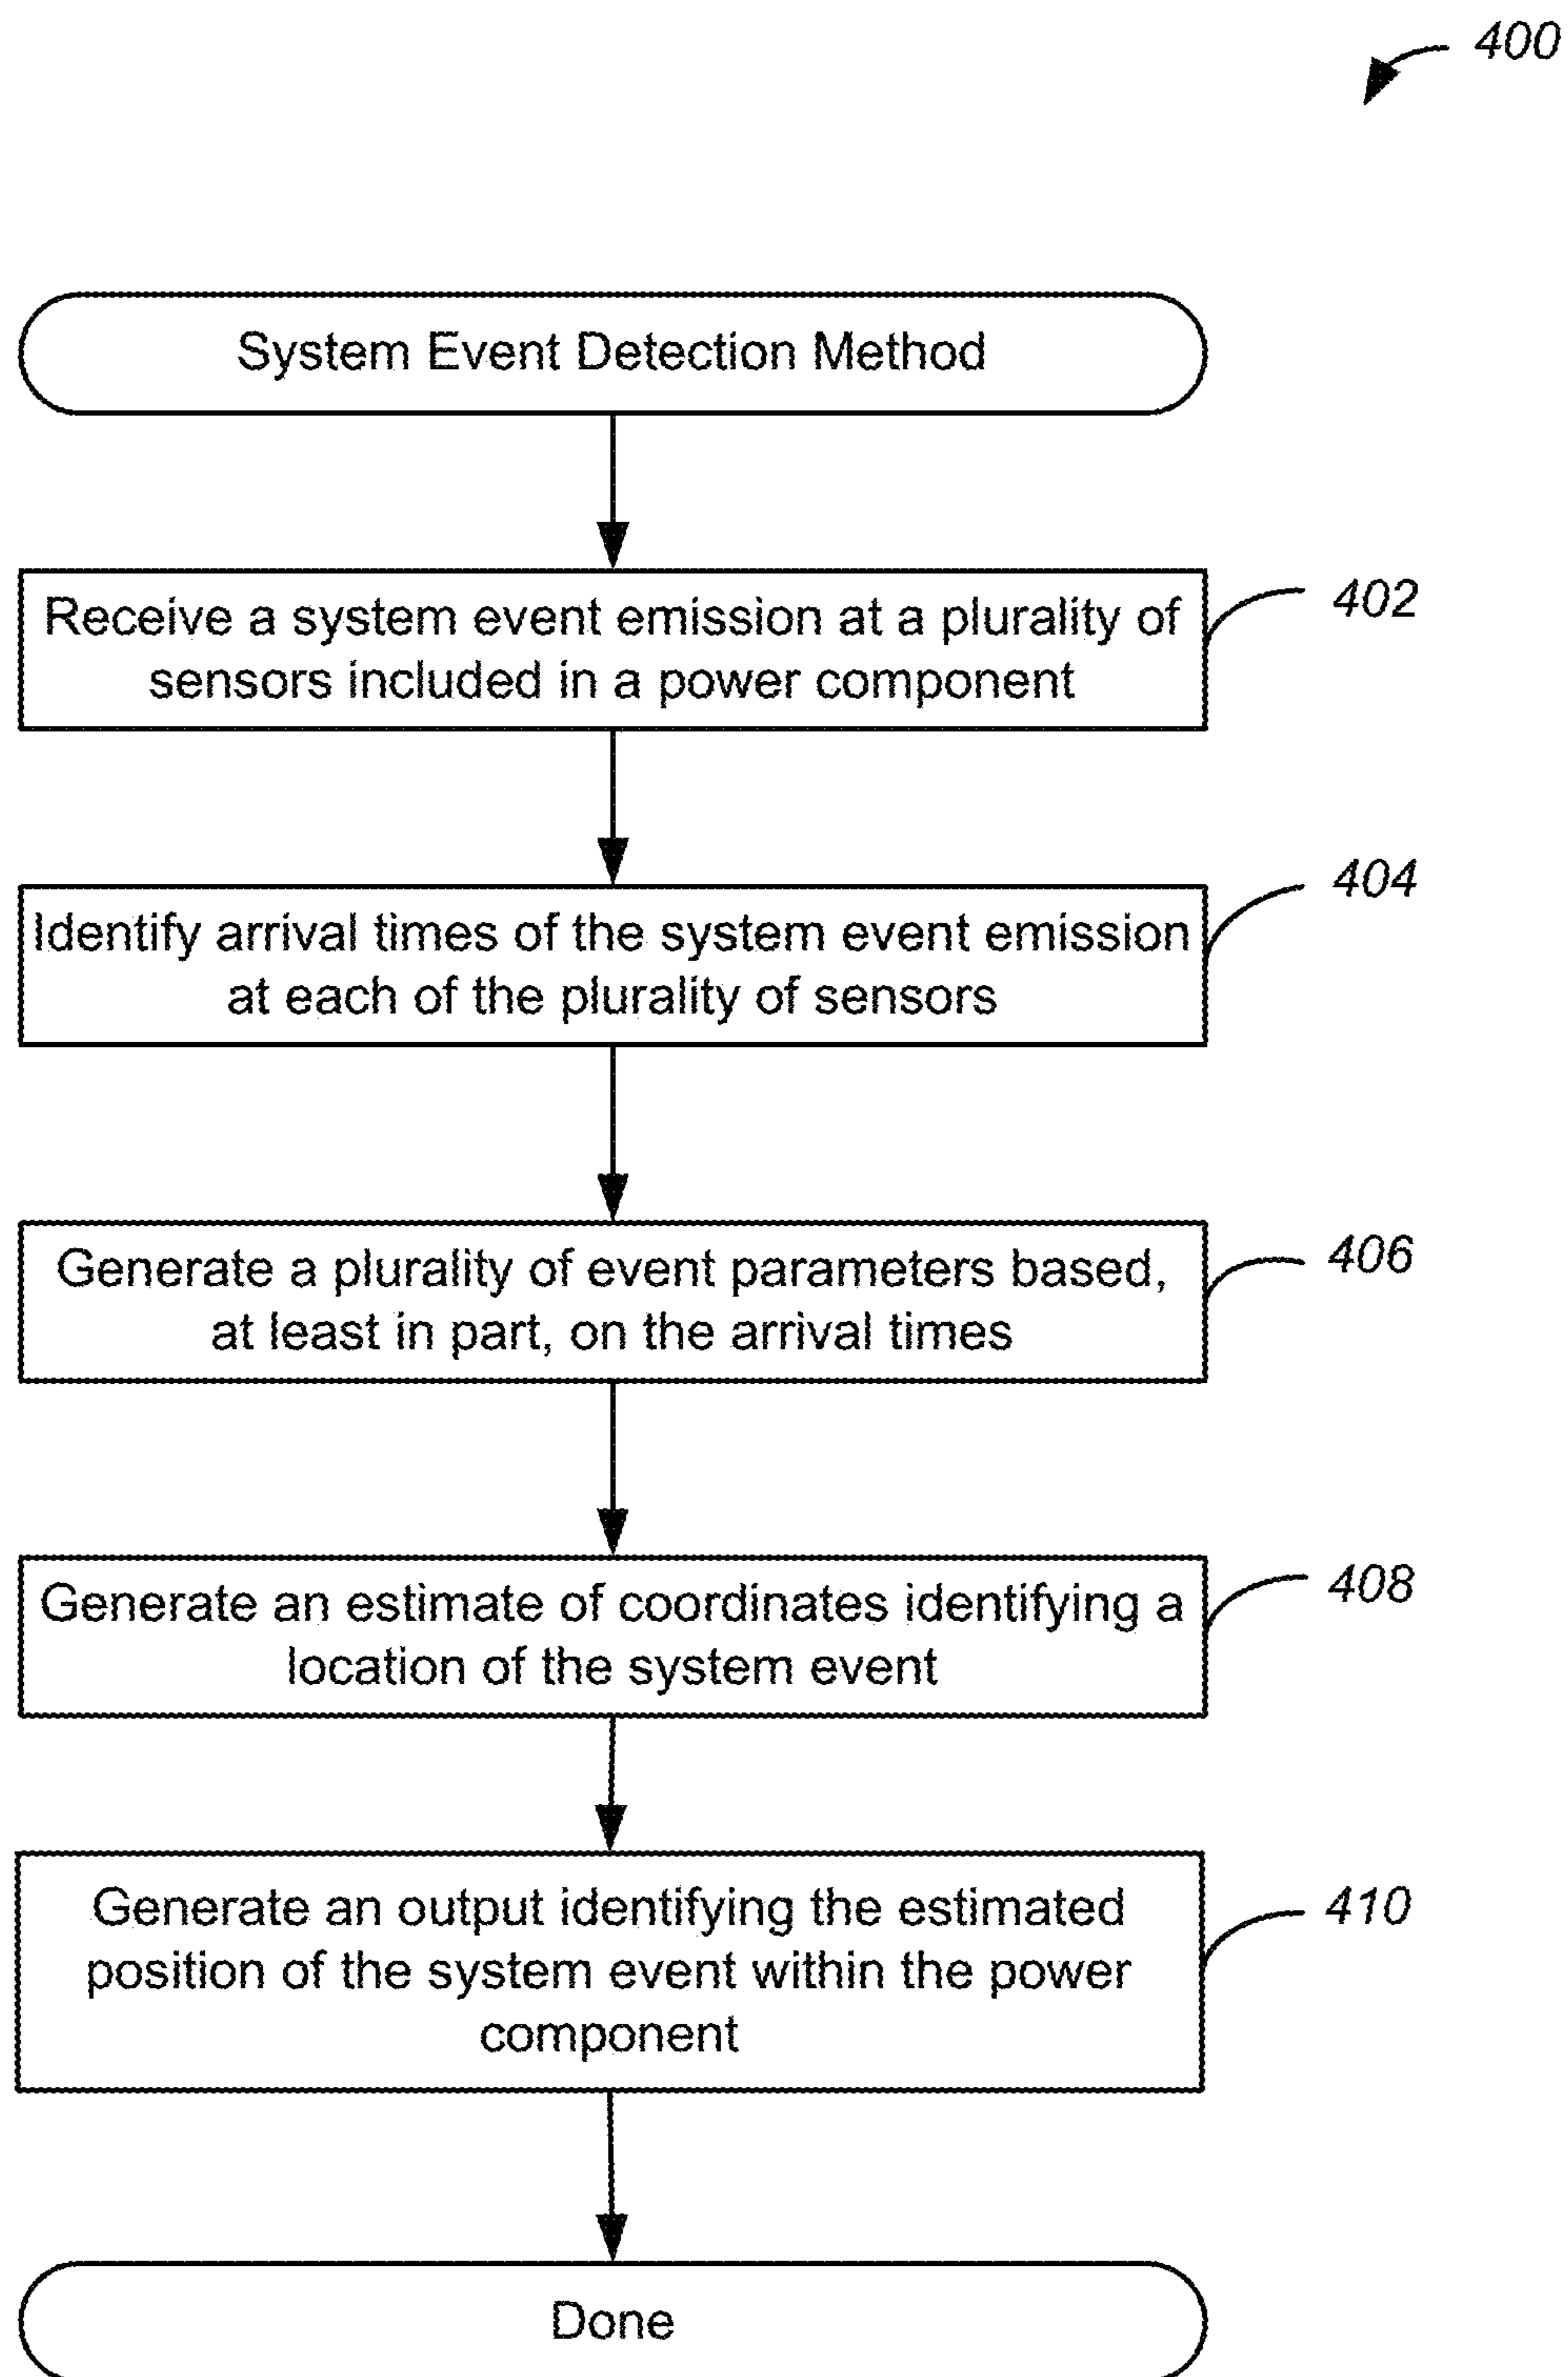 400
System Event Detection Method
Receive a system event emission at a plurality of
sensors included in a power component
402
Identify arrival times of the system event emission
at each of the plurality of sensors
404
Generate a plurality of event parameters based,
at least in part, on the arrival times
406
Generate an estimate of coordinates identifying a
location of the system event
408
Generate an output identifying the estimated
position of the system event within the power
component
410
Done